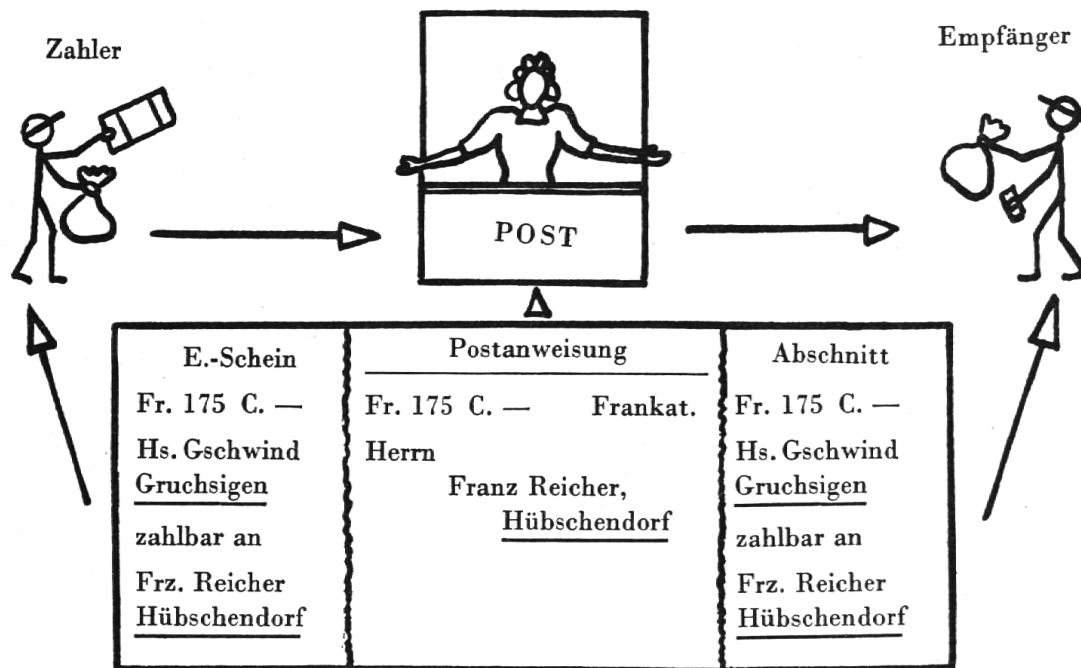 Zahler
Empfänger
POST
E.-Schein
Fr. 175 C. —
Hs. Gschwind
Gruchsigen
zahlbar an
Frz. Reicher
Hübschendorf
Postanweisung
Fr. 175 C. — Frankat.
Herrn
Franz Reicher,
Hübschendorf
Abschnitt
Fr. 175 C. —
Hs. Gschwind
Gruchsigen
zahlbar an
Frz. Reicher
Hübschendorf